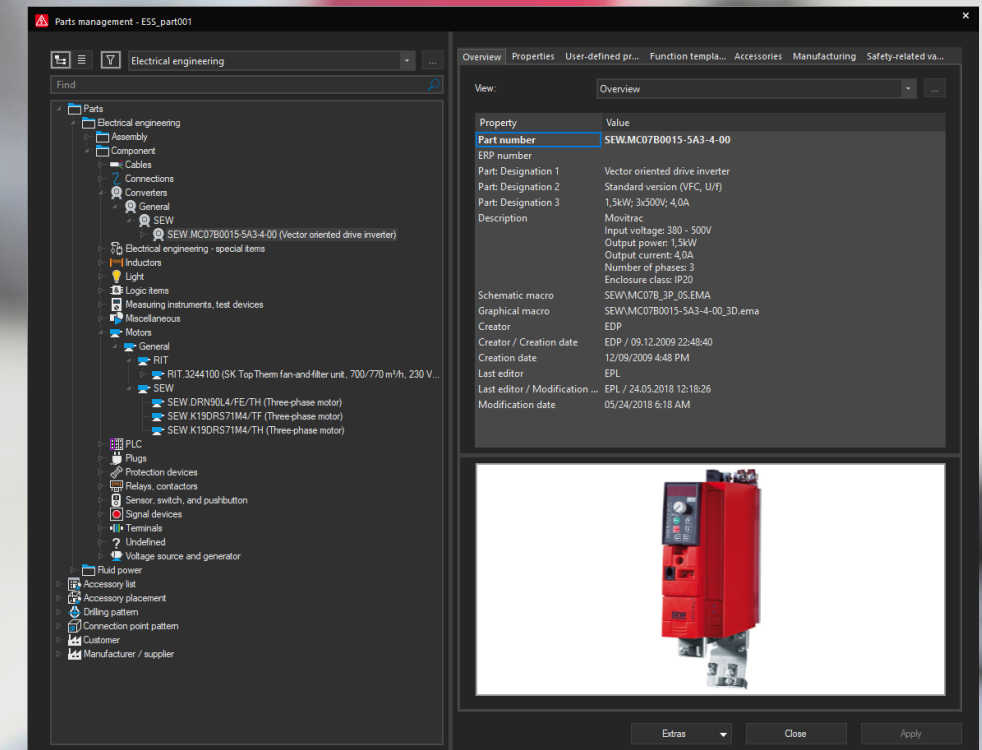 Parts management - ESS_part001
Electrical engineering
...
Find
Parts
Electrical engineering
Assembly
Component
Cables
Connections
Converters
General
SEW
SEW.MC07B0015-5A3-4-00 (Vector oriented drive inverter)
Electrical engineering - special items
Inductors
Light
Logic items
Measuring instruments, test devices
Miscellaneous
Motors
General
RIT
RIT.3244100 (SK TopTherm fan-and-filter unit, 700/770 m³/h, 230 V...
SEW
SEW.DRN90L4/FE/TH (Three-phase motor)
SEW.K19DRS71M4/TF (Three-phase motor)
SEW.K19DRS71M4/TH (Three-phase motor)
PLC
Plugs
Protection devices
Relays, contactors
Sensor, switch, and pushbutton
Signal devices
Terminals
Undefined
Voltage source and generator
Fluid power
Accessory list
Accessory placement
Drilling pattern
Connection point pattern
Customer
Manufacturer / supplier
Overview Properties User-defined pr... Function templa... Accessories Manufacturing Safety-related va...
View: Overview ...
Property Value
Part number SEW.MC07B0015-5A3-4-00
ERP number
Part: Designation 1 Vector oriented drive inverter
Part: Designation 2 Standard version (VFC, U/f)
Part: Designation 3 1,5kW; 3x500V; 4,0A
Description Movitrac
Input voltage: 380 - 500V
Output power: 1,5kW
Output current: 4,0A
Number of phases: 3
Enclosure class: IP20
Schematic macro SEW\MC07B_3P_0S.EMA
Graphical macro SEW\MC07B0015-5A3-4-00_3D.ema
Creator EDP
Creator / Creation date EDP / 09.12.2009 22:48:40
Creation date 12/09/2009 4:48 PM
Last editor EPL
Last editor / Modification ... EPL / 24.05.2018 12:18:26
Modification date 05/24/2018 6:18 AM
SEW
Extras Close Apply